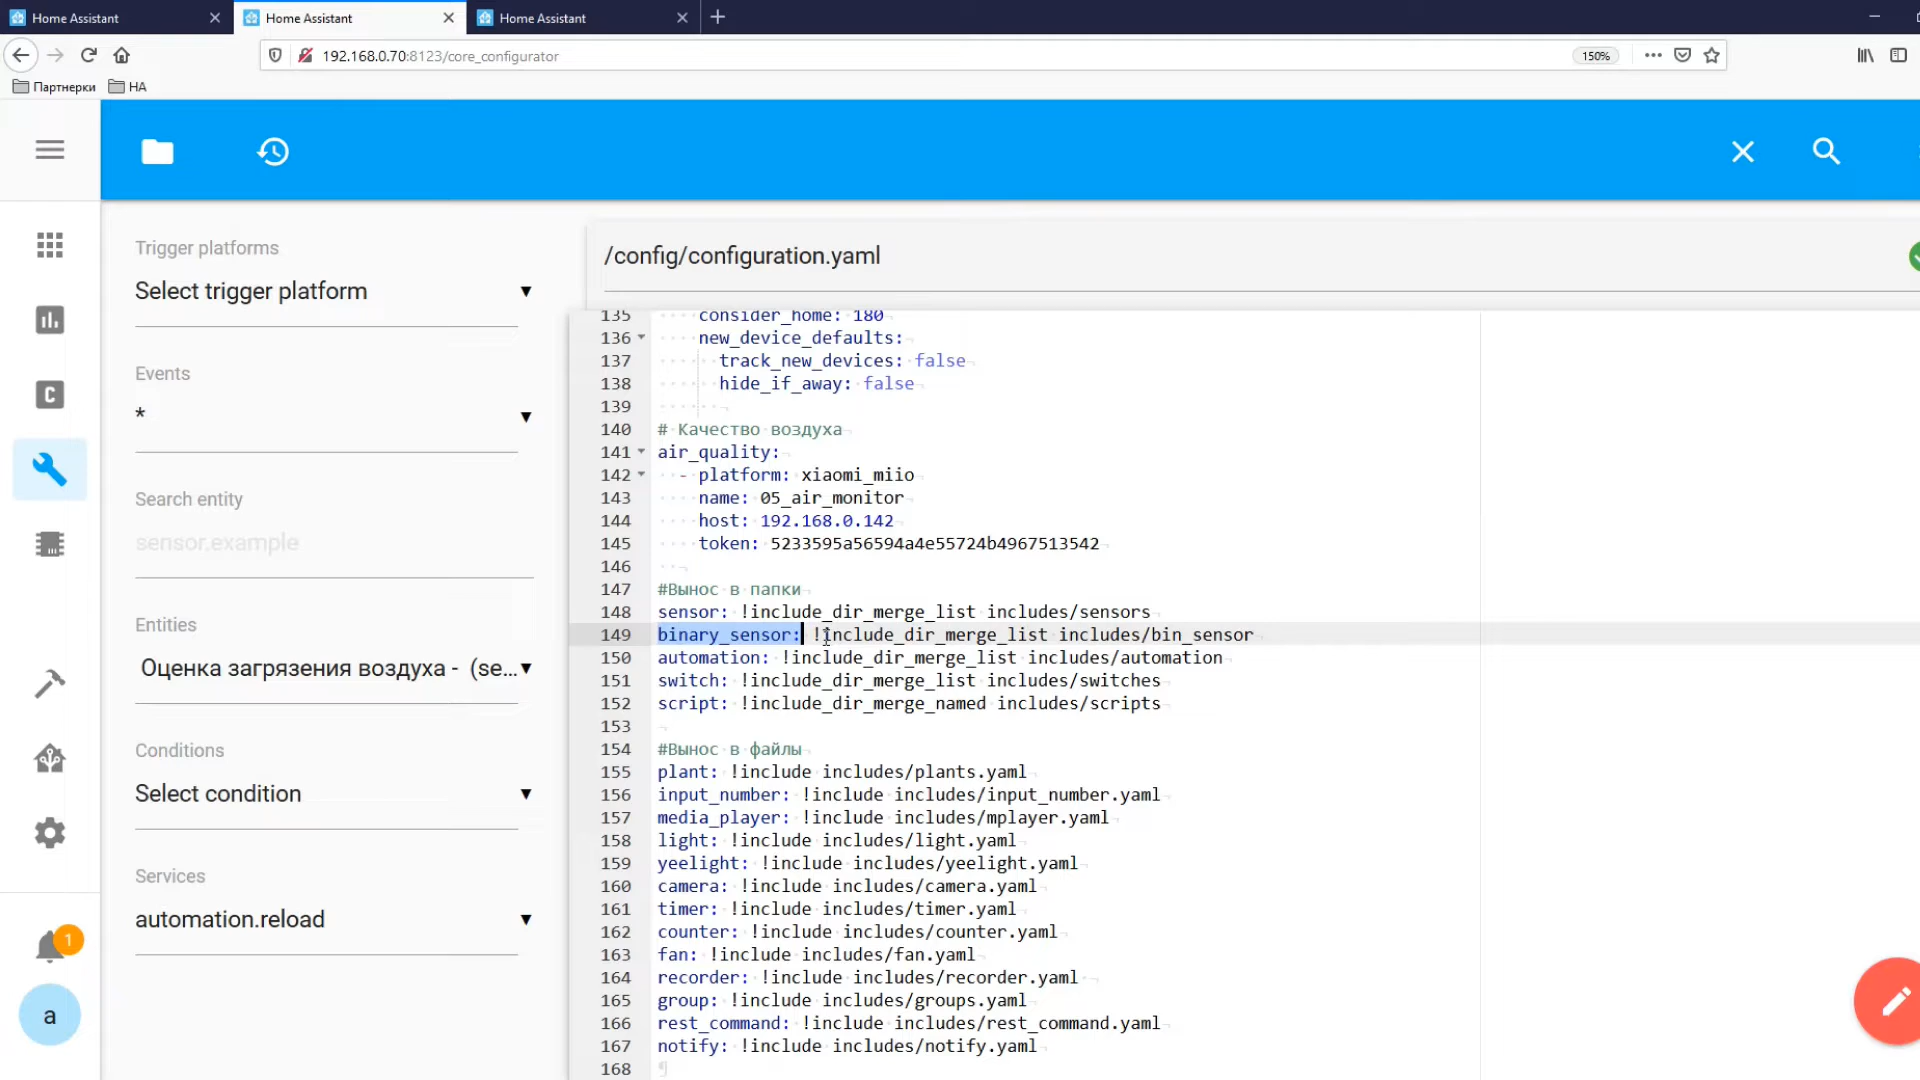 Home Assistant
Home Assistant
Home Assistant
192.168.0.70:8123/core_configurator
150%
Партнерки
HA
Trigger platforms
Select trigger platform
Events
*
Search entity
sensor.example
Entities
Оценка загрязения воздуха - (se...
Conditions
Select condition
Services
automation.reload
1
a
C
/config/configuration.yaml
135 consider_home: 180
136 new_device_defaults:
137 track_new_devices: false
138 hide_if_away: false
139
140 # Качество воздуха
141 air_quality:
142 - platform: xiaomi_miio
143 name: 05_air_monitor
144 host: 192.168.0.142
145 token: 5233595a56594a4e55724b4967513542
146
147 #Вынос в папки
148 sensor: !include_dir_merge_list includes/sensors
149 binary_sensor: !include_dir_merge_list includes/bin_sensor
150 automation: !include_dir_merge_list includes/automation
151 switch: !include_dir_merge_list includes/switches
152 script: !include_dir_merge_named includes/scripts
153
154 #Вынос в файлы
155 plant: !include includes/plants.yaml
156 input_number: !include includes/input_number.yaml
157 media_player: !include includes/mplayer.yaml
158 light: !include includes/light.yaml
159 yeelight: !include includes/yeelight.yaml
160 camera: !include includes/camera.yaml
161 timer: !include includes/timer.yaml
162 counter: !include includes/counter.yaml
163 fan: !include includes/fan.yaml
164 recorder: !include includes/recorder.yaml
165 group: !include includes/groups.yaml
166 rest_command: !include includes/rest_command.yaml
167 notify: !include includes/notify.yaml
168